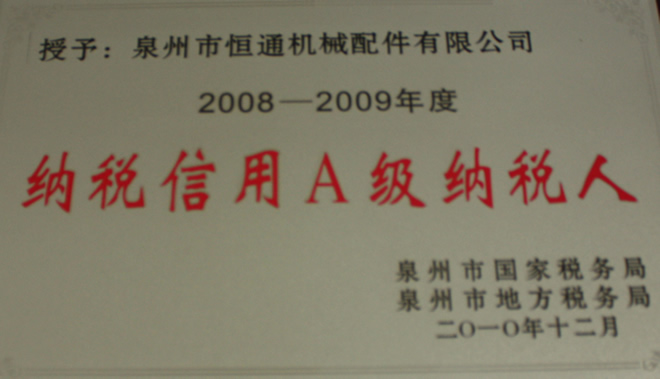 授予：泉州市恒通机械配件有限公司
2008—2009年度
纳税信用A级纳税人
泉州市国家税务局
泉州市地方税务局
二〇一〇年十二月